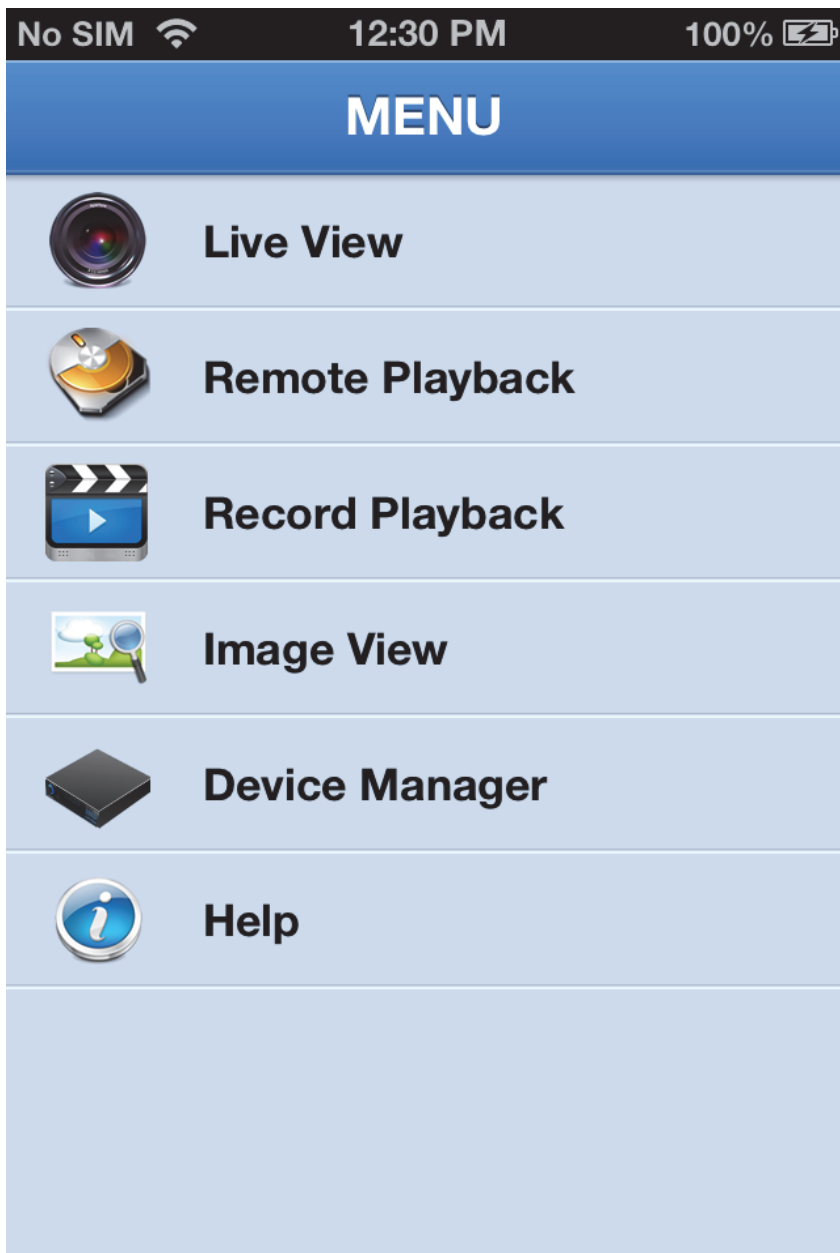 No SIM 12:30 PM 100%
MENU
Live View
Remote Playback
Record Playback
Image View
Device Manager
Help